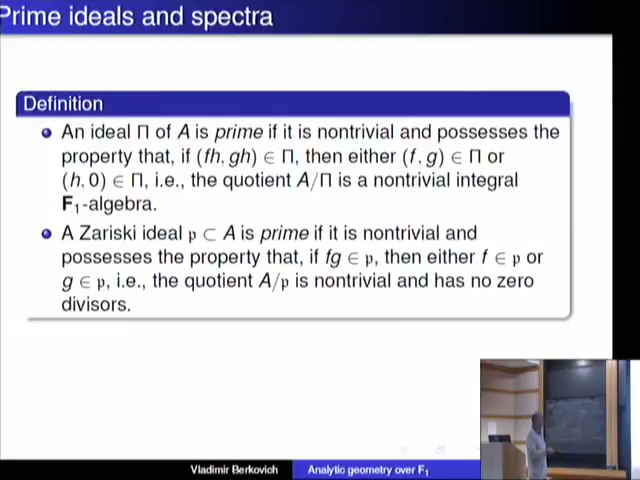 Prime ideals and spectra
Definition
An ideal Π of A is prime if it is nontrivial and possesses the
property that, if (fh, gh) ∈ Π, then either (f, g) ∈ Π or
(h, 0) ∈ Π, i.e., the quotient A/Π is a nontrivial integral
F₁-algebra.
A Zariski ideal 𝔭 ⊂ A is prime if it is nontrivial and
possesses the property that, if fg ∈ 𝔭, then either f ∈ 𝔭 or
g ∈ 𝔭, i.e., the quotient A/𝔭 is nontrivial and has no zero
divisors.
Vladimir Berkovich
Analytic geometry over F₁